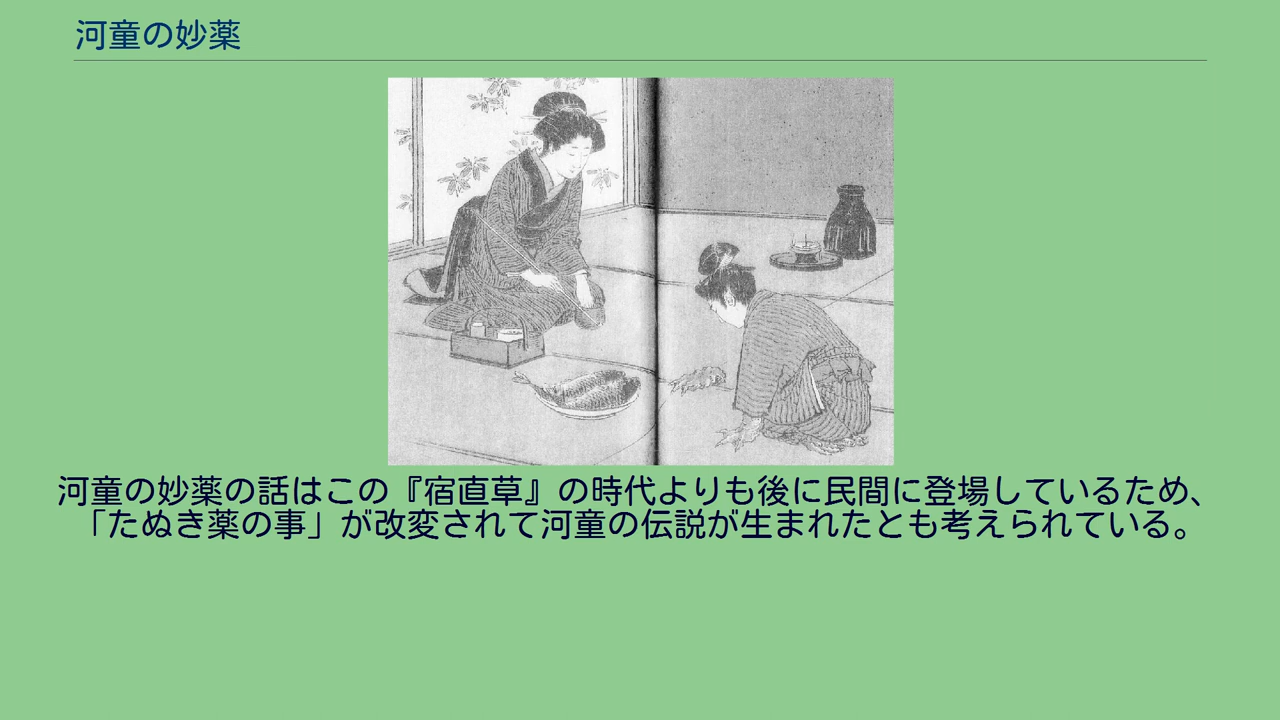 河童の妙薬
河童の妙薬の話はこの『宿直草』の時代よりも後に民間に登場しているため、
「たぬき薬の事」が改変されて河童の伝説が生まれたとも考えられている。